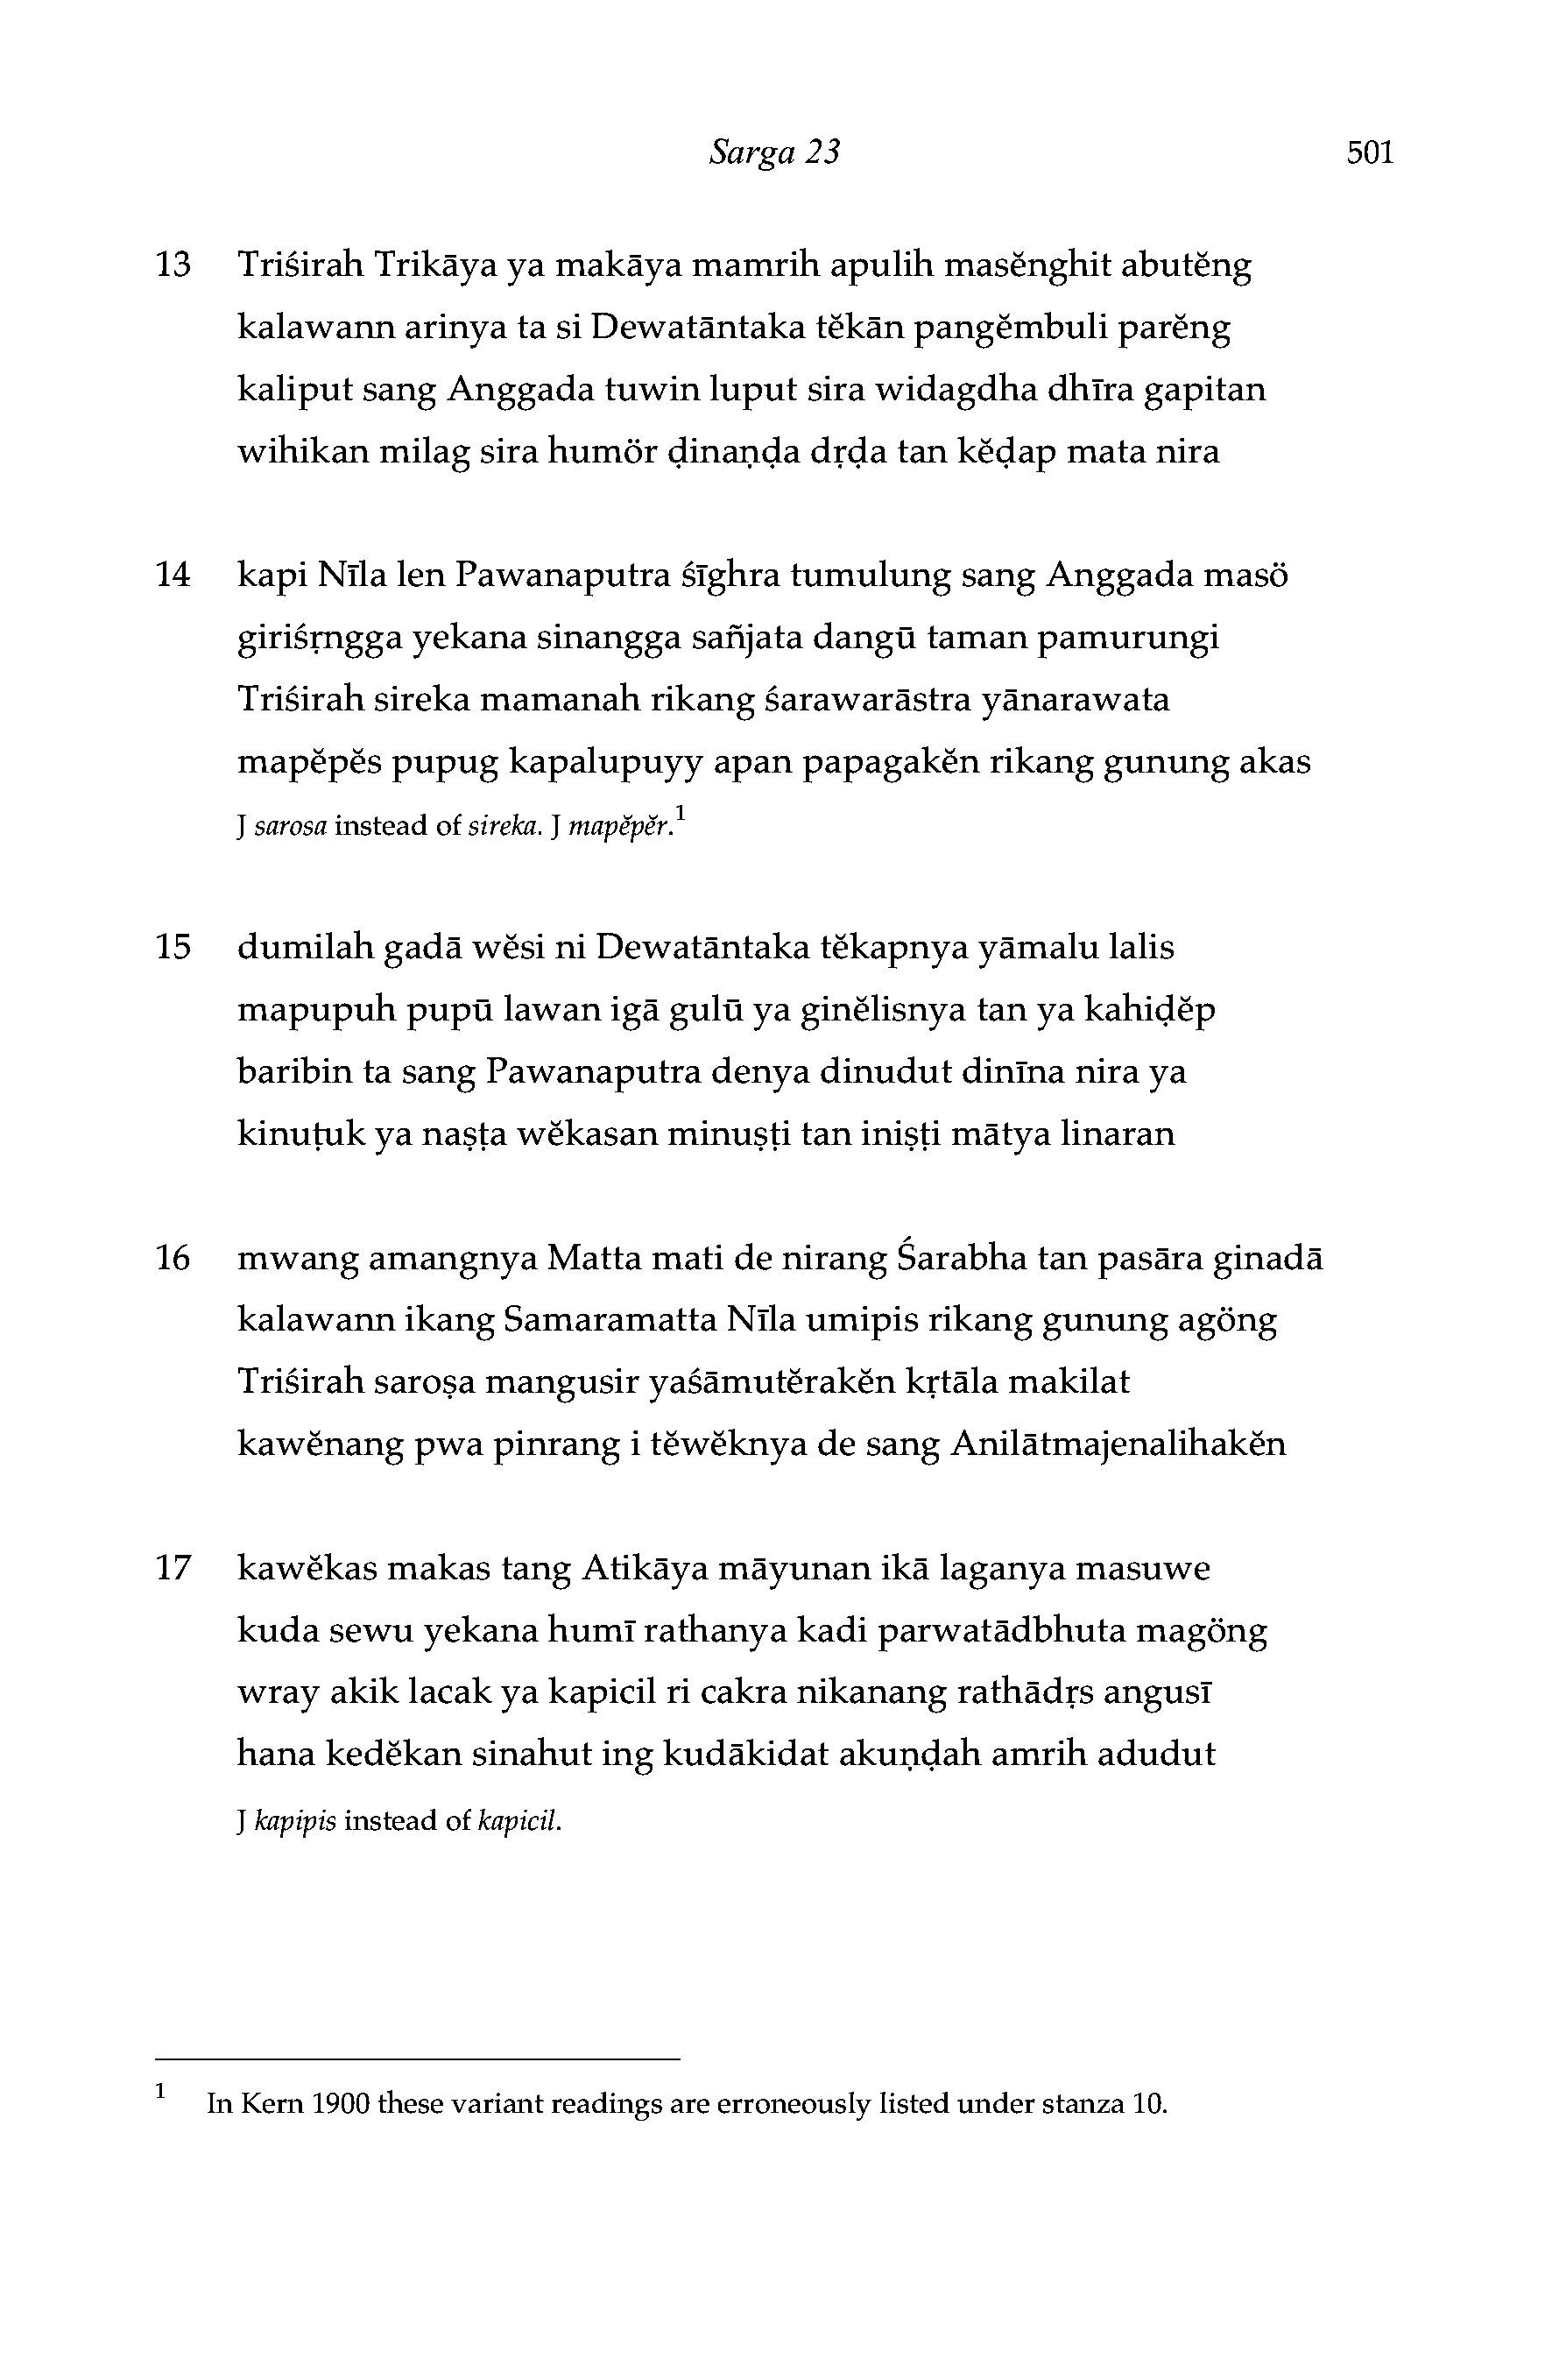 Sarga 23 501
13 Triśirah Trikāya ya makāya mamrih apulih masĕnghit abutĕng
kalawann arinya ta si Dewatāntaka tĕkān pangĕmbuli parĕng
kaliput sang Anggada tuwin luput sira widagdha dhīra gapitan
wihikan milag sira humör ḍinaṇḍa dṛḍa tan kĕḍap mata nira
14 kapi Nīla len Pawanaputra śīghra tumulung sang Anggada masö
giriśṛngga yekana sinangga sañjata dangū taman pamurungi
Triśirah sireka mamanah rikang śarawarāstra yānarawata
mapĕpĕs pupug kapalupuyy apan papagakĕn rikang gunung akas
J sarosa instead of sireka. J mapĕpĕr.1
15 dumilah gadā wĕsi ni Dewatāntaka tĕkapnya yāmalu lalis
mapupuh pupū lawan igā gulū ya ginĕlisnya tan ya kahiḍĕp
baribin ta sang Pawanaputra denya dinudut dinīna nira ya
kinuṭuk ya naṣṭa wĕkasan minuṣṭi tan iniṣṭi mātya linaran
16 mwang amangnya Matta mati de nirang Śarabha tan pasāra ginadā
kalawann ikang Samaramatta Nīla umipis rikang gunung agöng
Triśirah saroṣa mangusir yaśāmutĕrakĕn kṛtāla makilat
kawĕnang pwa pinrang i tĕwĕknya de sang Anilātmajenalihakĕn
17 kawĕkas makas tang Atikāya māyunan ikā laganya masuwe
kuda sewu yekana humī rathanya kadi parwatādbhuta magöng
wray akik lacak ya kapicil ri cakra nikanang rathādṛs angusī
hana kedĕkan sinahut ing kudākidat akuṇḍah amrih adudut
J kapipis instead of kapicil.
1 In Kern 1900 these variant readings are erroneously listed under stanza 10.